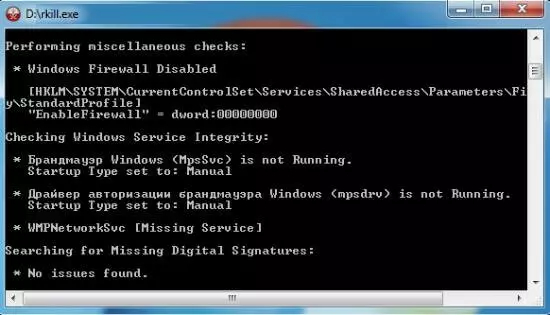 D:\rkill.exe
Performing miscellaneous checks:
* Windows Firewall Disabled
[HKLM\SYSTEM\CurrentControlSet\Services\SharedAccess\Parameters\Fi
y\StandardProfile]
"EnableFirewall" = dword:00000000
Checking Windows Service Integrity:
* Брандмауэр Windows (MpsSvc) is not Running.
Startup Type set to: Manual
* Драйвер авторизации брандмауэра Windows (mpsdrv) is not Running.
Startup Type set to: Manual
* WMPNetworkSvc [Missing Service]
Searching for Missing Digital Signatures:
* No issues found.